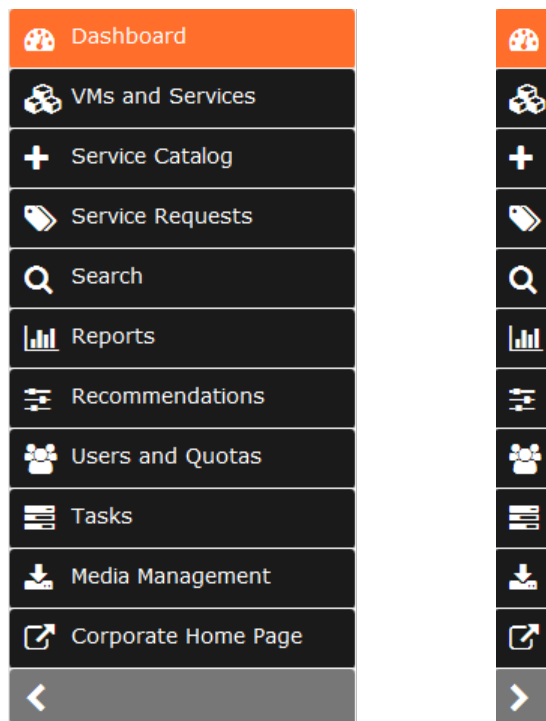 Dashboard
VMs and Services
Service Catalog
Service Requests
Search
Reports
Recommendations
Users and Quotas
Tasks
Media Management
Corporate Home Page